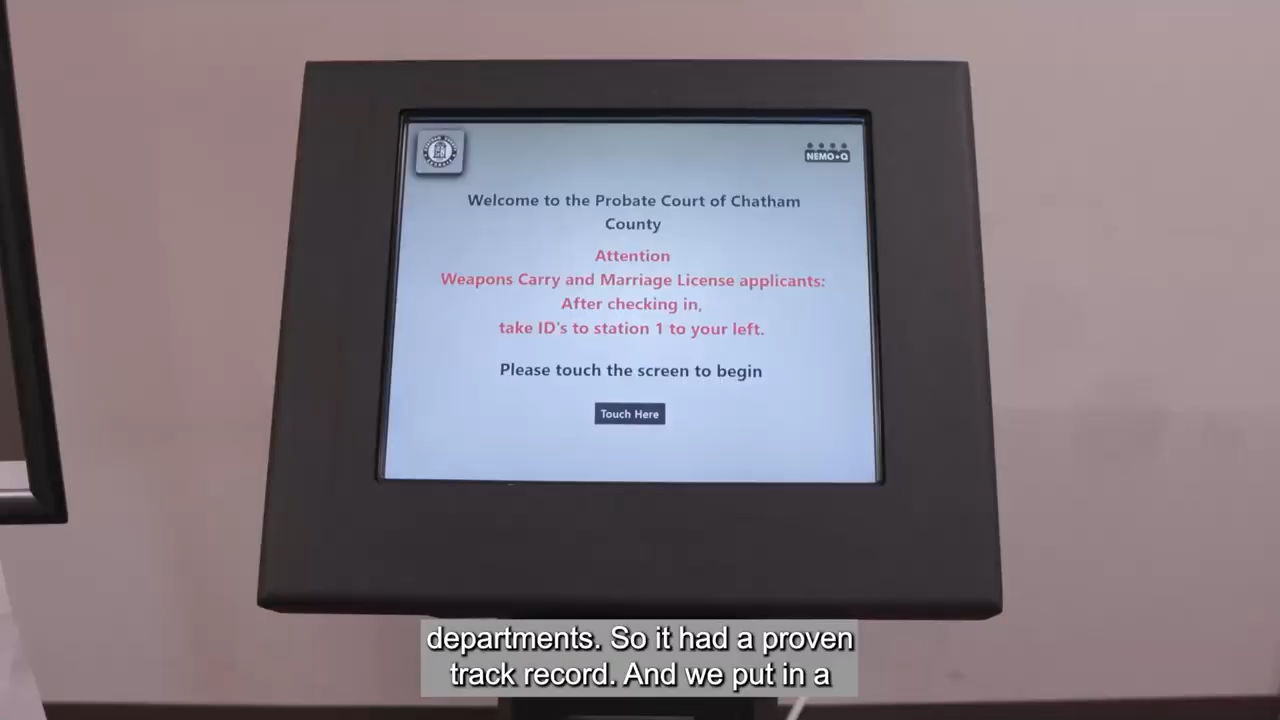 NEMO-Q
Welcome to the Probate Court of Chatham
County
Attention
Weapons Carry and Marriage License applicants:
After checking in,
take ID's to station 1 to your left.
Please touch the screen to begin
Touch Here
departments. So it had a proven
track record. And we put in a